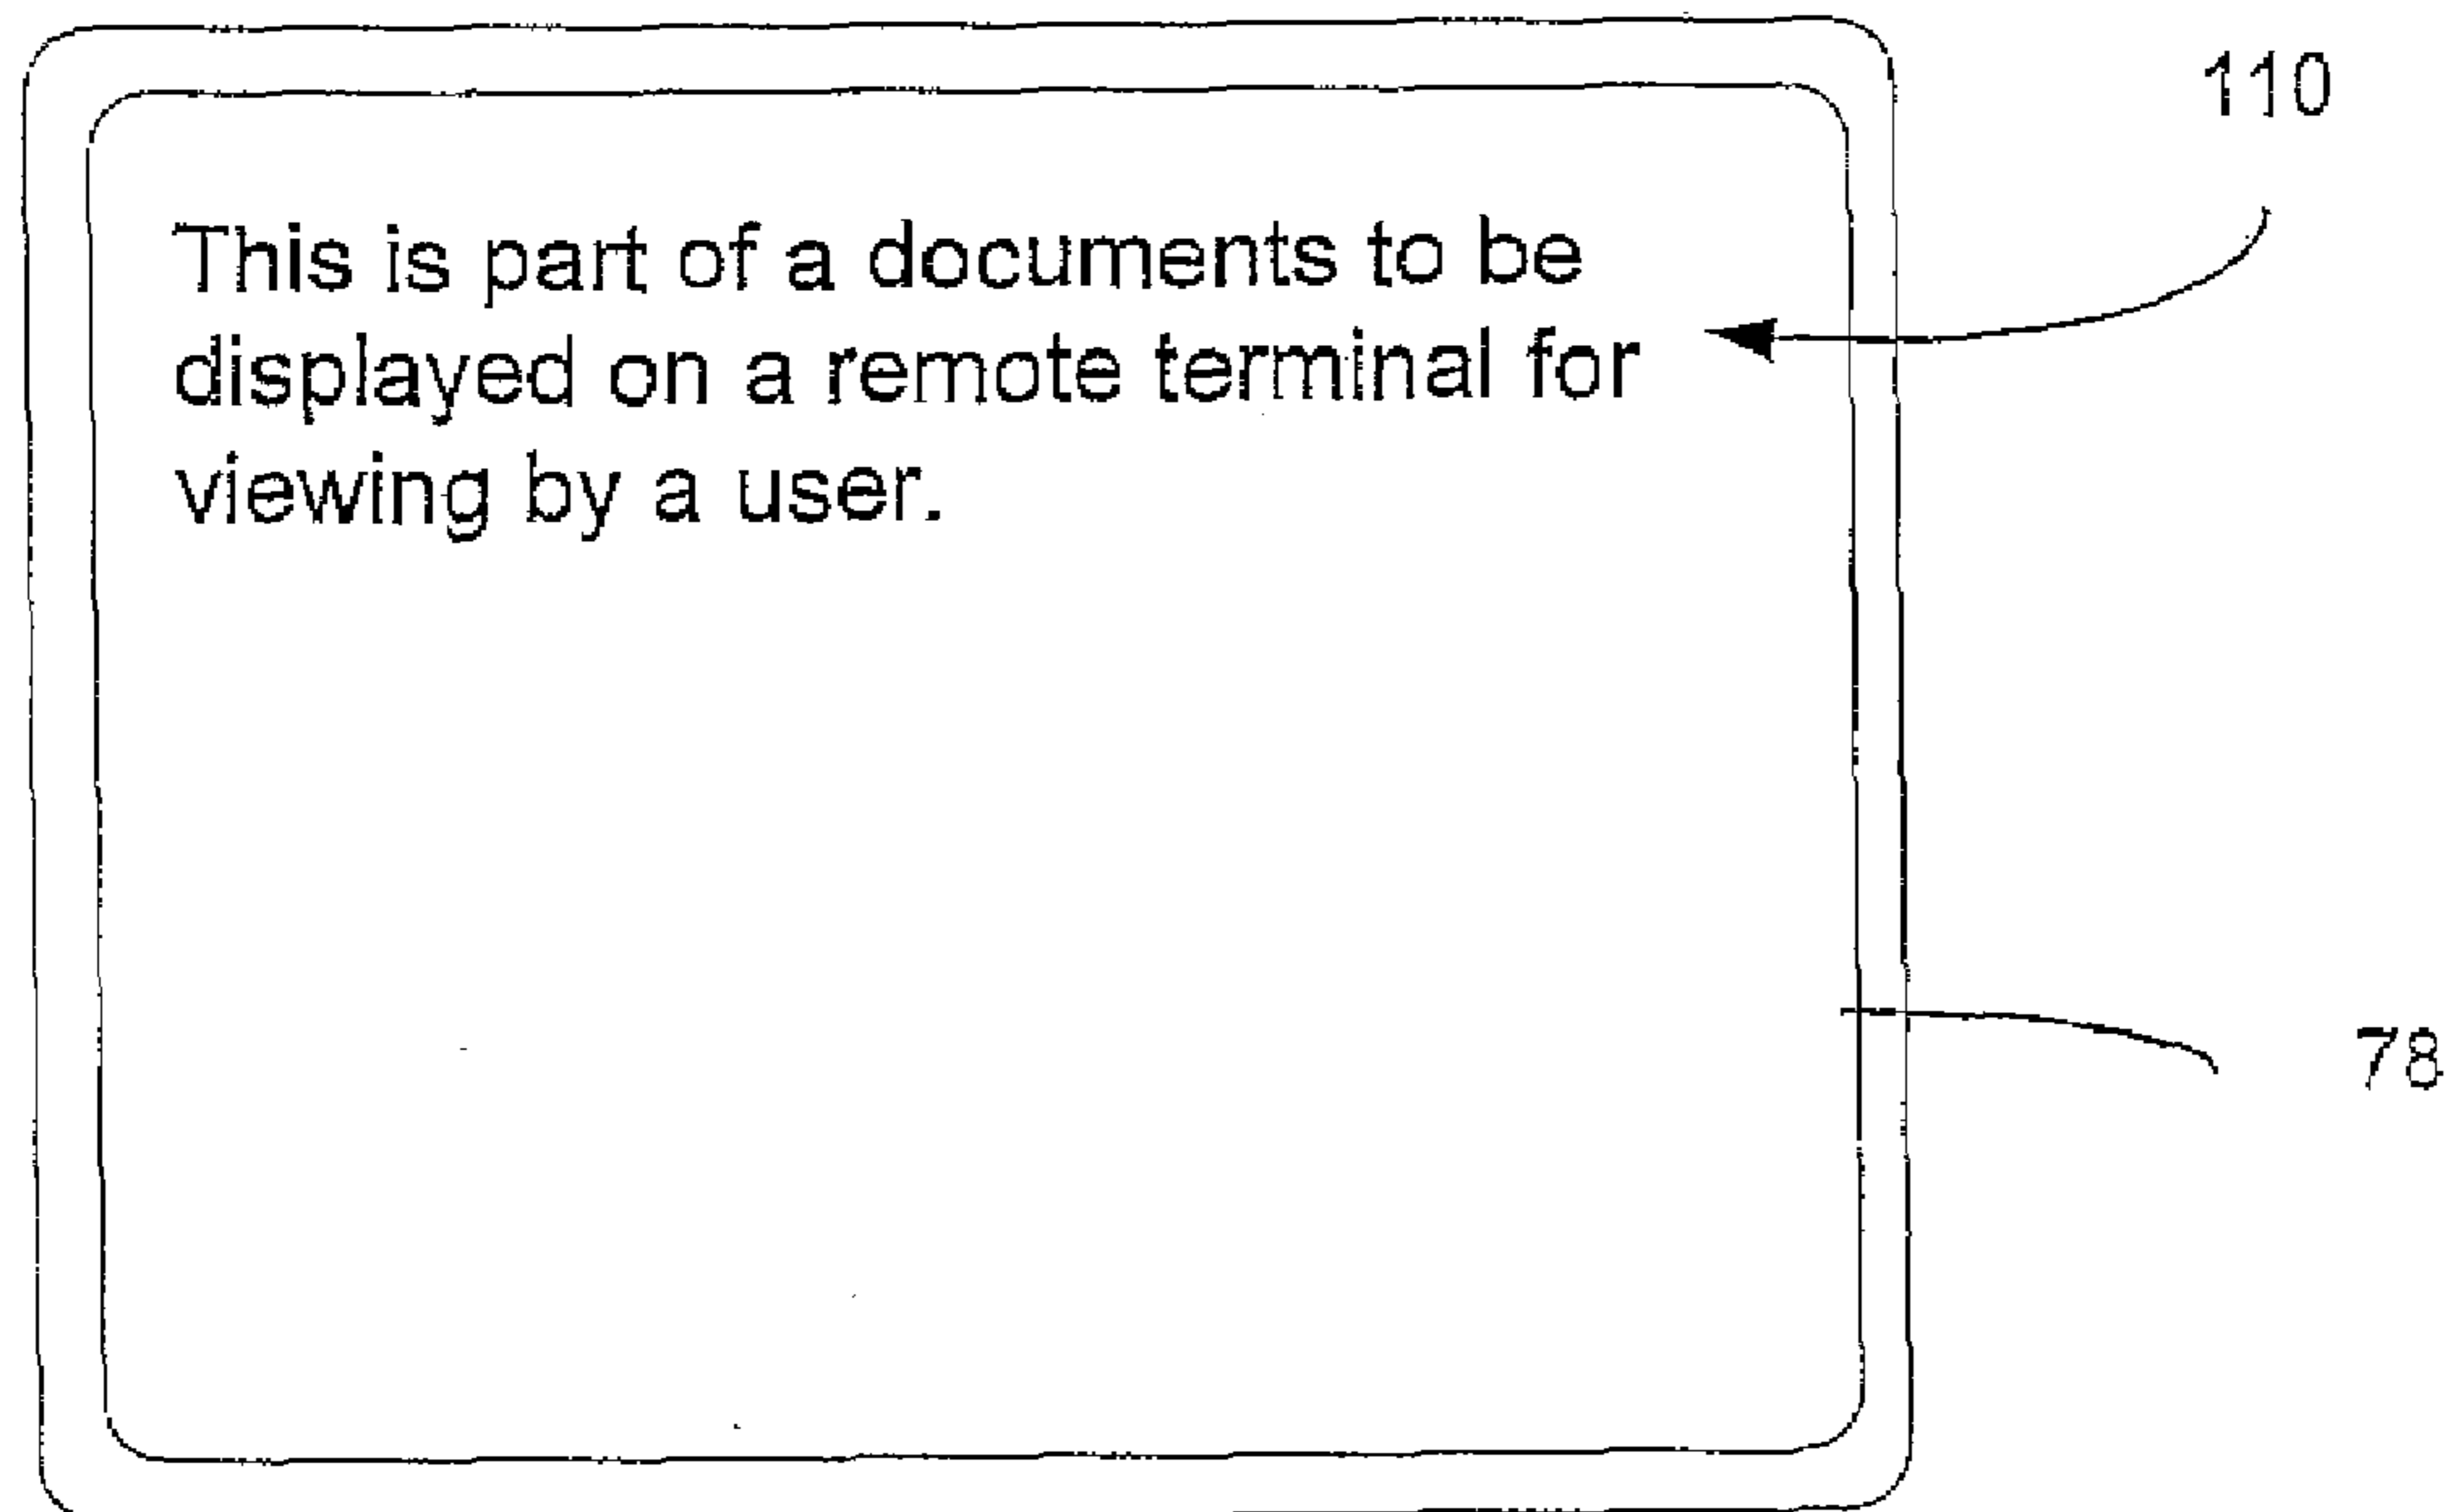 110
This is part of a documents to be
displayed on a remote terminal for
viewing by a user.
78